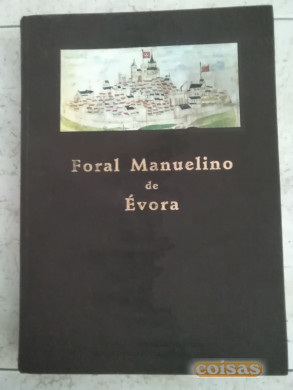 Foral Manuelino
de
Évora
coisas